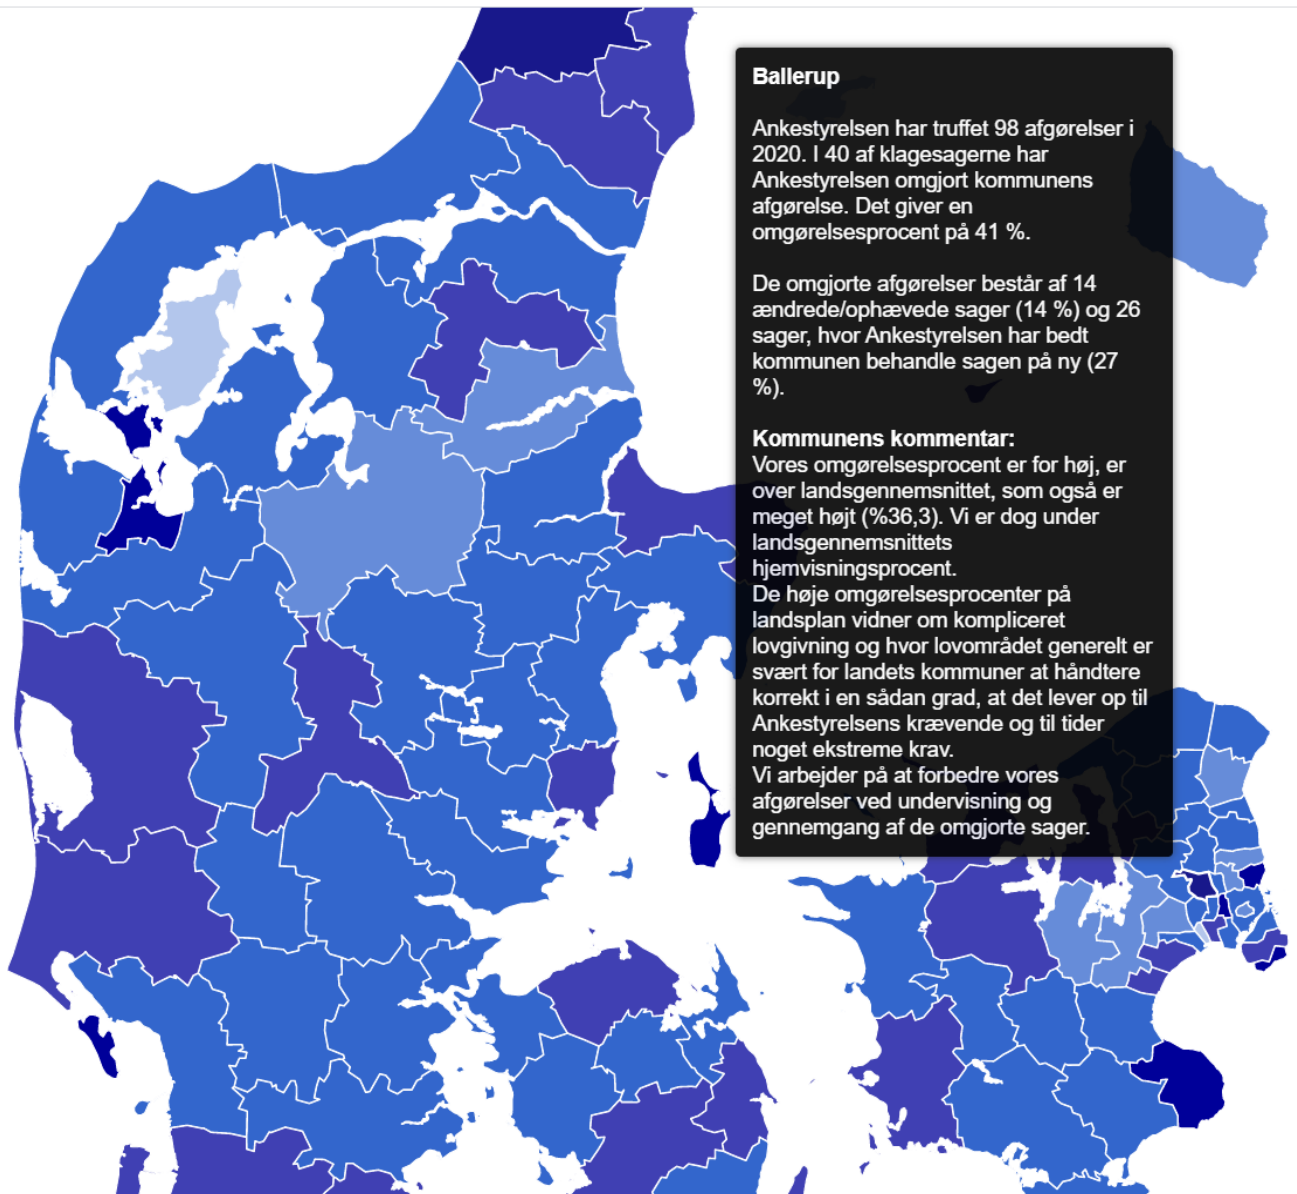 Ballerup
Ankestyrelsen har truffet 98 afgørelser i
2020. I 40 af klagesagerne har
Ankestyrelsen omgjort kommunens
afgørelse. Det giver en
omgørelsesprocent på 41 %.
De omgjorte afgørelser består af 14
ændrede/ophævede sager (14 %) og 26
sager, hvor Ankestyrelsen har bedt
kommunen behandle sagen på ny (27
%).
Kommunens kommentar:
Vores omgørelsesprocent er for høj, er
over landsgennemsnittet, som også er
meget højt (%36,3). Vi er dog under
landsgennemsnittets
hjemvisningsprocent.
De høje omgørelsesprocenter på
landsplan vidner om kompliceret
lovgivning og hvor lovområdet generelt er
svært for landets kommuner at håndtere
korrekt i en sådan grad, at det lever op til
Ankestyrelsens krævende og til tider
noget ekstreme krav.
Vi arbejder på at forbedre vores
afgørelser ved undervisning og
gennemgang af de omgjorte sager.